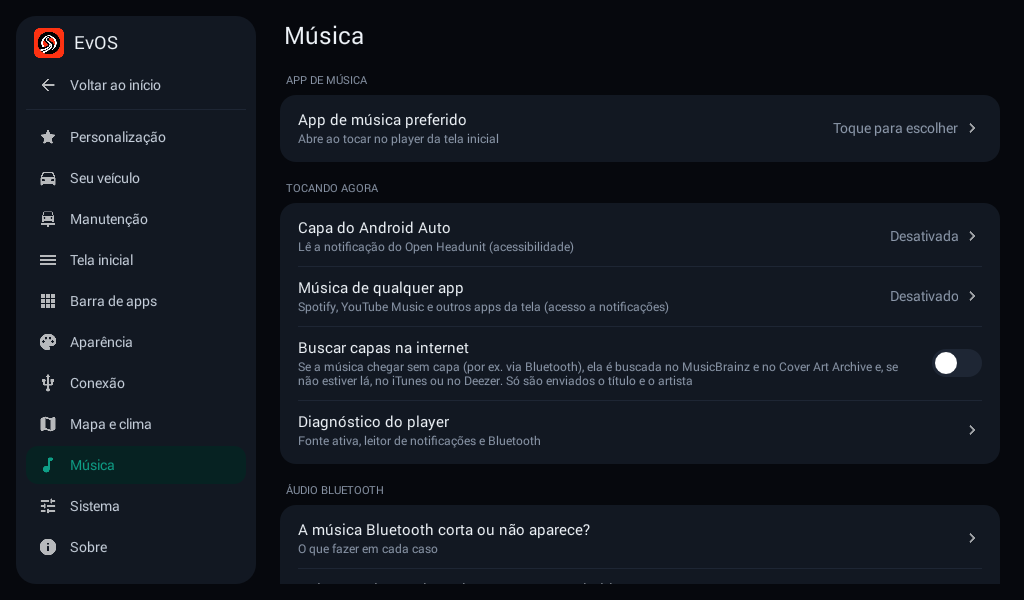 EvOS
Voltar ao início
Personalização
Seu veículo
Manutenção
Tela inicial
Barra de apps
Aparência
Conexão
Mapa e clima
Música
Sistema
Sobre
Música
APP DE MÚSICA
App de música preferido
Abre ao tocar no player da tela inicial
Toque para escolher
TOCANDO AGORA
Capa do Android Auto
Lê a notificação do Open Headunit (acessibilidade)
Desativada
Música de qualquer app
Spotify, YouTube Music e outros apps da tela (acesso a notificações)
Desativado
Buscar capas na internet
Se a música chegar sem capa (por ex. via Bluetooth), ela é buscada no MusicBrainz e no Cover Art Archive e, se
não estiver lá, no iTunes ou no Deezer. Só são enviados o título e o artista
Diagnóstico do player
Fonte ativa, leitor de notificações e Bluetooth
ÁUDIO BLUETOOTH
A música Bluetooth corta ou não aparece?
O que fazer em cada caso